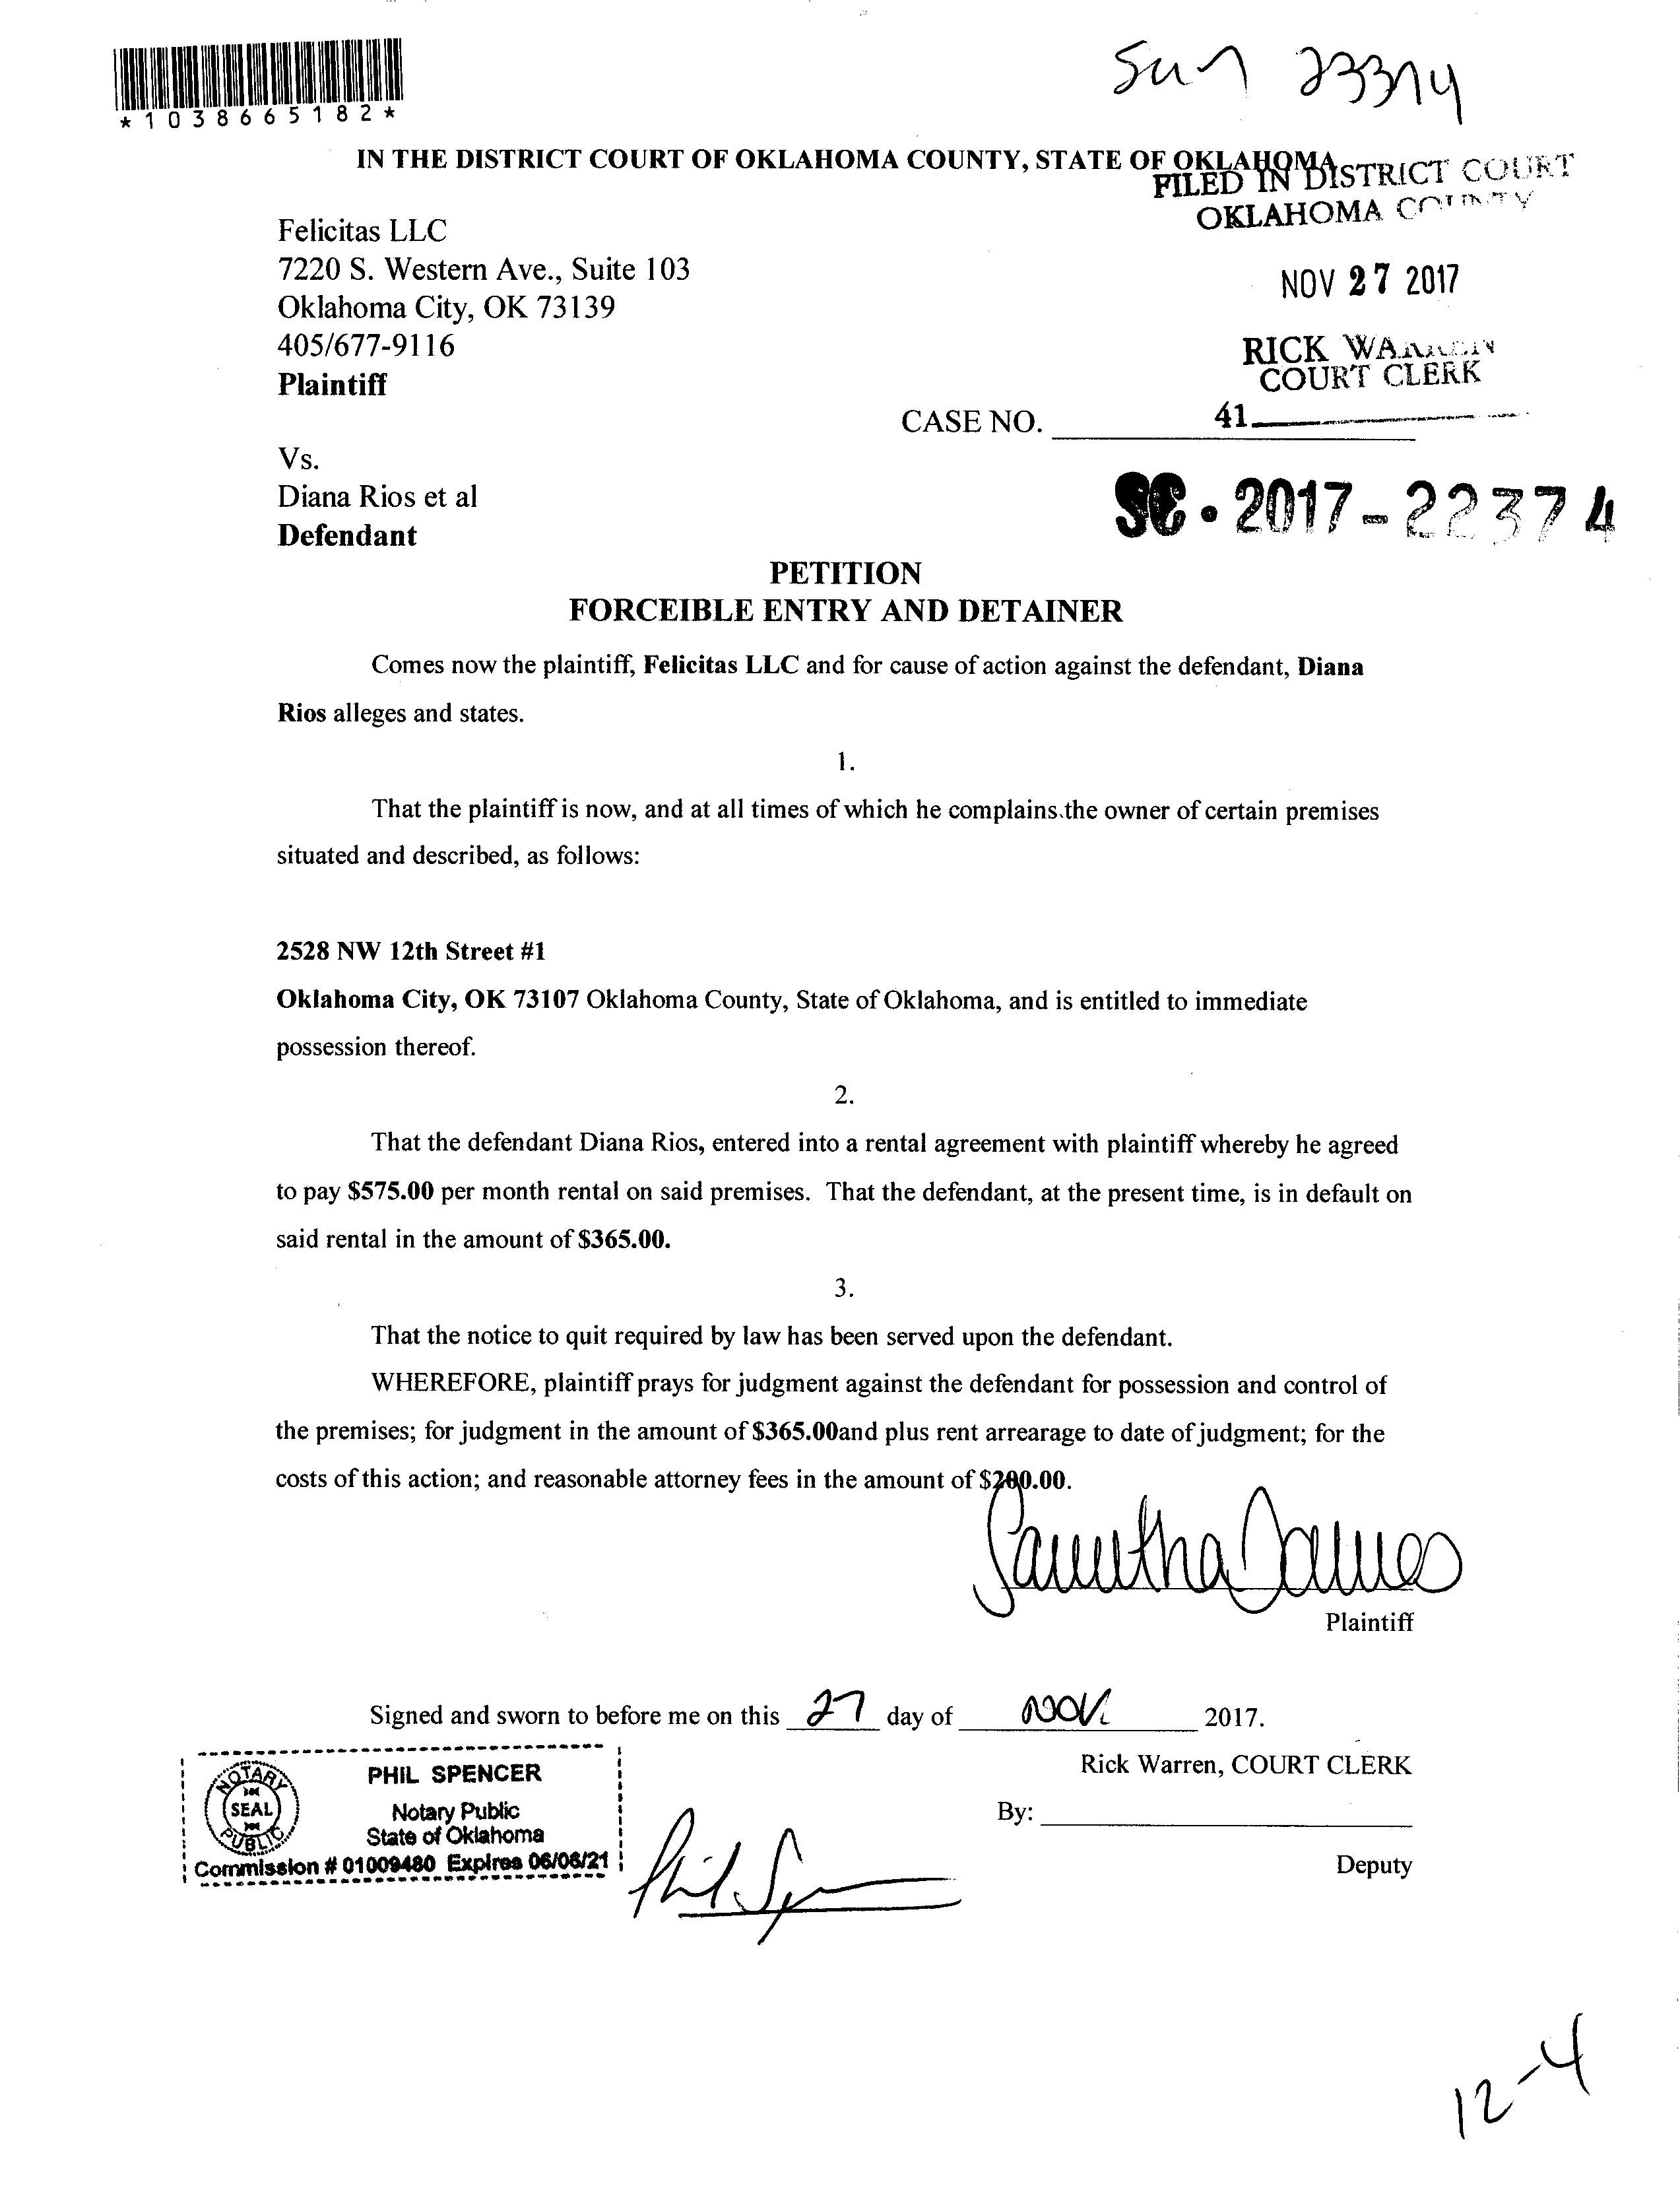 *1038665182*
IN THE DISTRICT COURT OF OKLAHOMA COUNTY, STATE OF OKLAHOMA
FILED IN DISTRICT COURT
OKLAHOMA COUNTY
Felicitas LLC
7220 S. Western Ave., Suite 103
NOV 27 2017
Oklahoma City, OK 73139
405/677-9116
RICK WARREN
COURT CLERK
Plaintiff
CASE NO. 41
Vs.
Diana Rios et al
SC-2017-22374
Defendant
PETITION
FORCEIBLE ENTRY AND DETAINER
Comes now the plaintiff, Felicitas LLC and for cause of action against the defendant, Diana
Rios alleges and states.
1.
That the plaintiff is now, and at all times of which he complains.the owner of certain premises
situated and described, as follows:
2528 NW 12th Street #1
Oklahoma City, OK 73107 Oklahoma County, State of Oklahoma, and is entitled to immediate
possession thereof.
2.
That the defendant Diana Rios, entered into a rental agreement with plaintiff whereby he agreed
to pay $575.00 per month rental on said premises. That the defendant, at the present time, is in default on
said rental in the amount of $365.00.
3.
That the notice to quit required by law has been served upon the defendant.
WHEREFORE, plaintiff prays for judgment against the defendant for possession and control of
the premises; for judgment in the amount of $365.00and plus rent arrearage to date of judgment; for the
costs of this action; and reasonable attorney fees in the amount of $200.00.
Samantha James
Plaintiff
Signed and sworn to before me on this 27 day of NOV. 2017.
Rick Warren, COURT CLERK
NOTARY
SEAL
PUBLIC
PHIL SPENCER
Notary Public
State of Oklahoma
Commission # 01009480 Expires 06/06/21
Phil Spencer
By:
Deputy
12-4